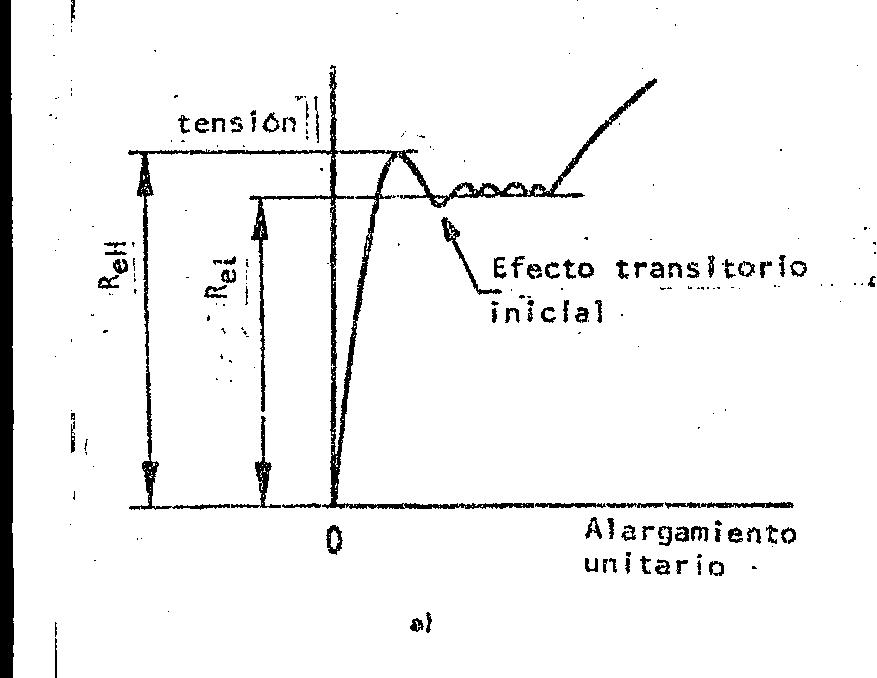 tensión
ReH
Rel
Efecto transitorio
inicial
0
Alargamiento
unitario
a)